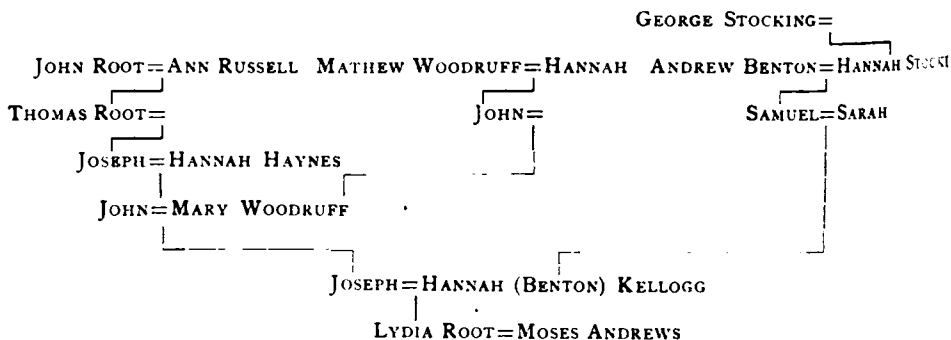 GEORGE STOCKING=
JOHN ROOT=ANN RUSSELL MATHEW WOODRUFF=HANNAH ANDREW BENTON=HANNAH
THOMAS ROOT= JOHN= SAMUEL=SARAH
JOSEPH=HANNAH HAYNES
JOHN=MARY WOODRUFF
JOSEPH=HANNAH (BENTON) KELLOGG
LYDIA ROOT=MOSES ANDREWS